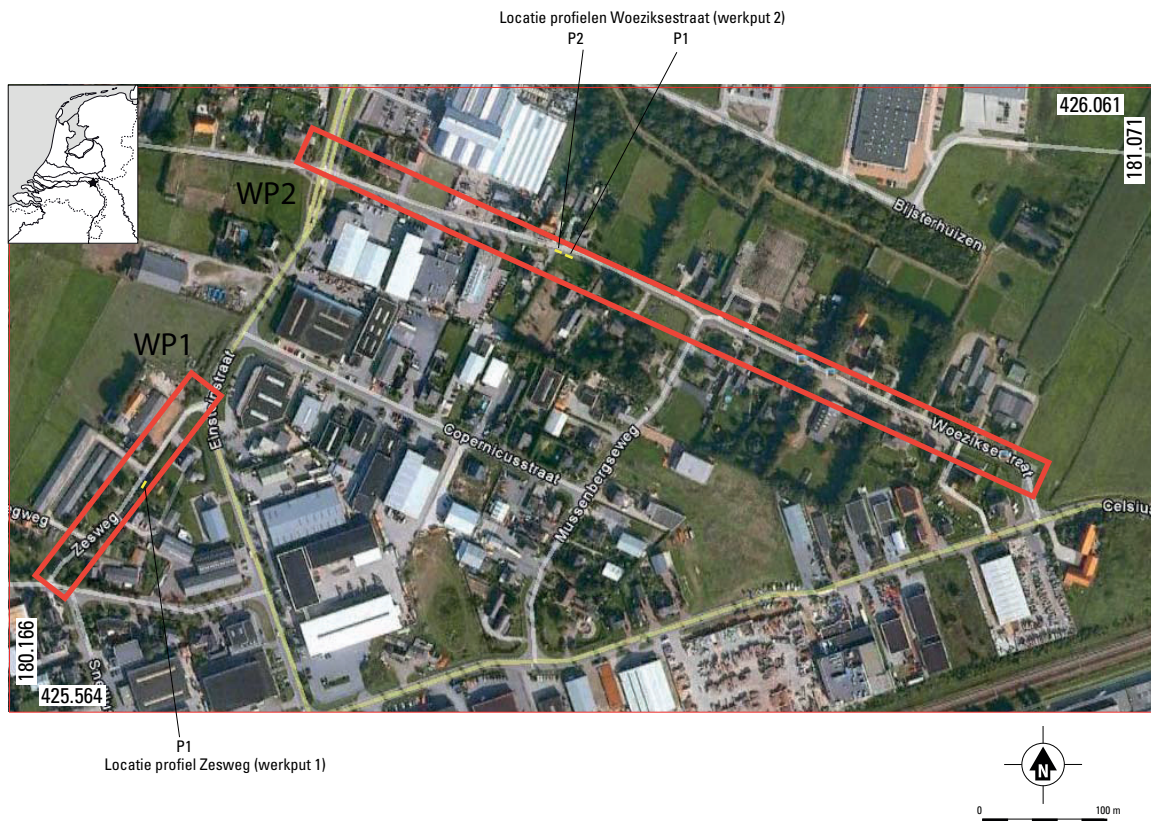 Locatie profielen Woeziksestraat (werkput 2)
P2 P1
426.061
181.071
WP2
Bijsterhuizen
WP1
Einsteinstraat
Copernicusstraat
Mussenbergseweg
Woeziksestraat
Zesweg
egweg
Celsius
180.166
425.564
P1
Locatie profiel Zesweg (werkput 1)
N
0 100 m